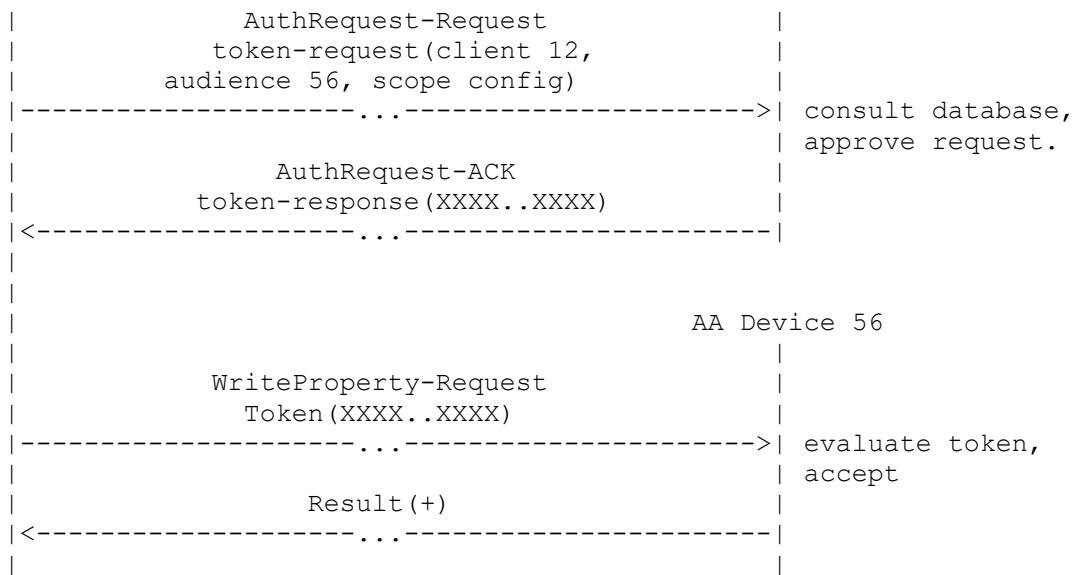 |              AuthRequest-Request              |
|            token-request(client 12,           |
|         audience 56, scope config)            |
|---------------------...---------------------->| consult database,
|                                               | approve request.
|                AuthRequest-ACK                |
|           token-response(XXXX..XXXX)          |
|<--------------------...-----------------------|
|
|
|                                          AA Device 56
|                                               |
|            WriteProperty-Request              |
|              Token(XXXX..XXXX)                |
|---------------------...---------------------->| evaluate token,
|                                               | accept
|                  Result(+)                    |
|<--------------------...-----------------------|
|                                               |